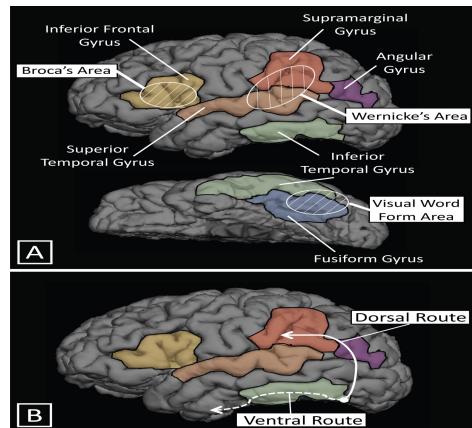 Supramarginal
Gyrus
Inferior Frontal
Gyrus
Angular
Gyrus
Broca's Area
Wernicke's Area
Superior
Temporal Gyrus
Inferior
Temporal Gyrus
Visual Word
Form Area
Fusiform Gyrus
A
Dorsal Route
Ventral Route
B